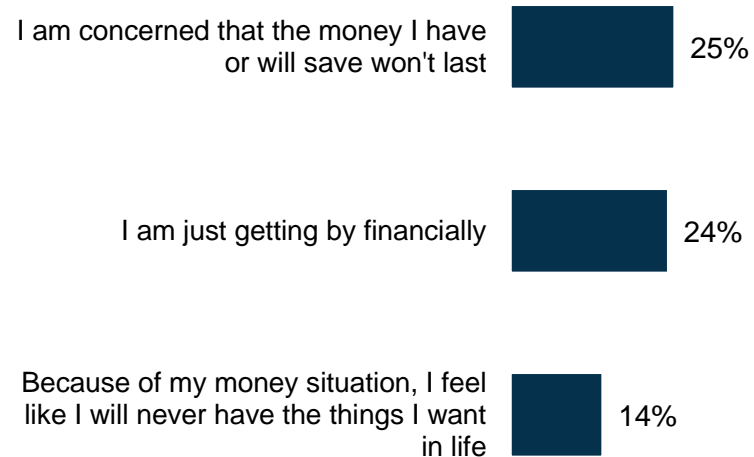 I am concerned that the money I have
or will save won't last
25%
I am just getting by financially
24%
Because of my money situation, I feel
like I will never have the things I want
in life
14%